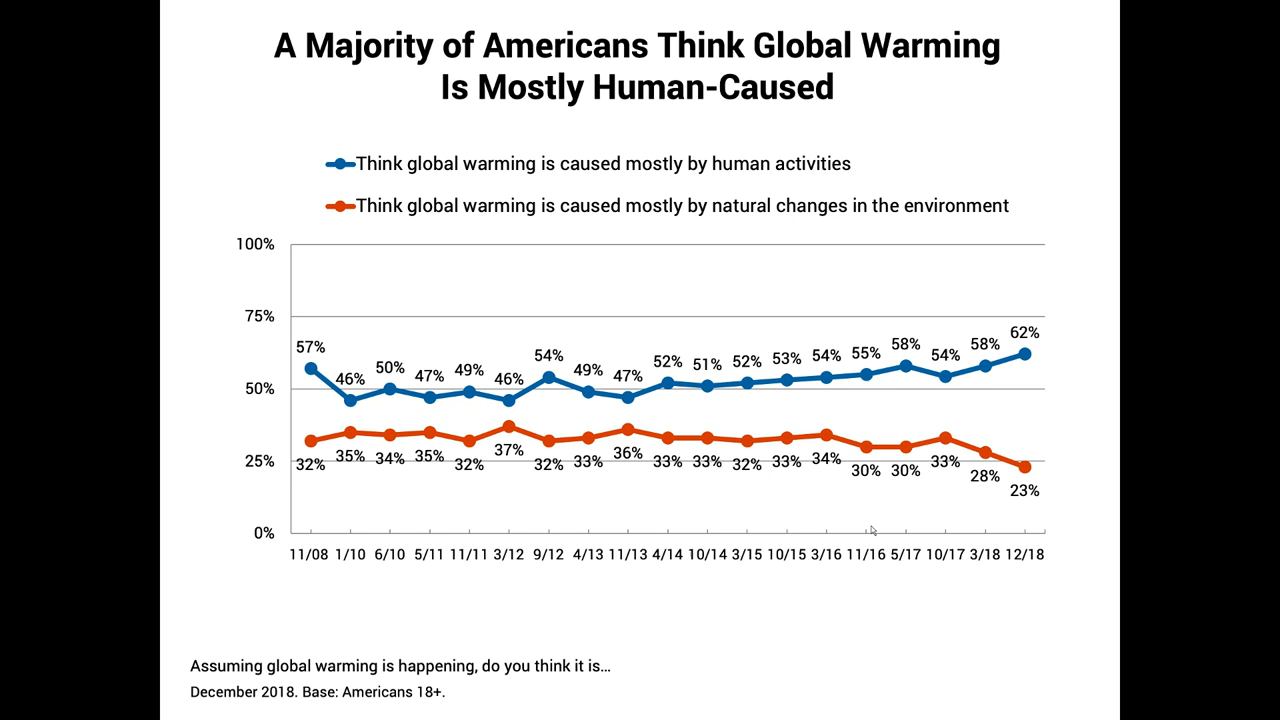 A Majority of Americans Think Global Warming
Is Mostly Human-Caused
Think global warming is caused mostly by human activities
Think global warming is caused mostly by natural changes in the environment
100%
75%
50%
25%
0%
57% 46% 50% 47% 49% 46% 54% 49% 47% 52% 51% 52% 53% 54% 55% 58% 54% 58% 62%
32% 35% 34% 35% 32% 37% 32% 33% 36% 33% 33% 32% 33% 34% 30% 30% 33% 28% 23%
11/08 1/10 6/10 5/11 11/11 3/12 9/12 4/13 11/13 4/14 10/14 3/15 10/15 3/16 11/16 5/17 10/17 3/18 12/18
Assuming global warming is happening, do you think it is…
December 2018. Base: Americans 18+.